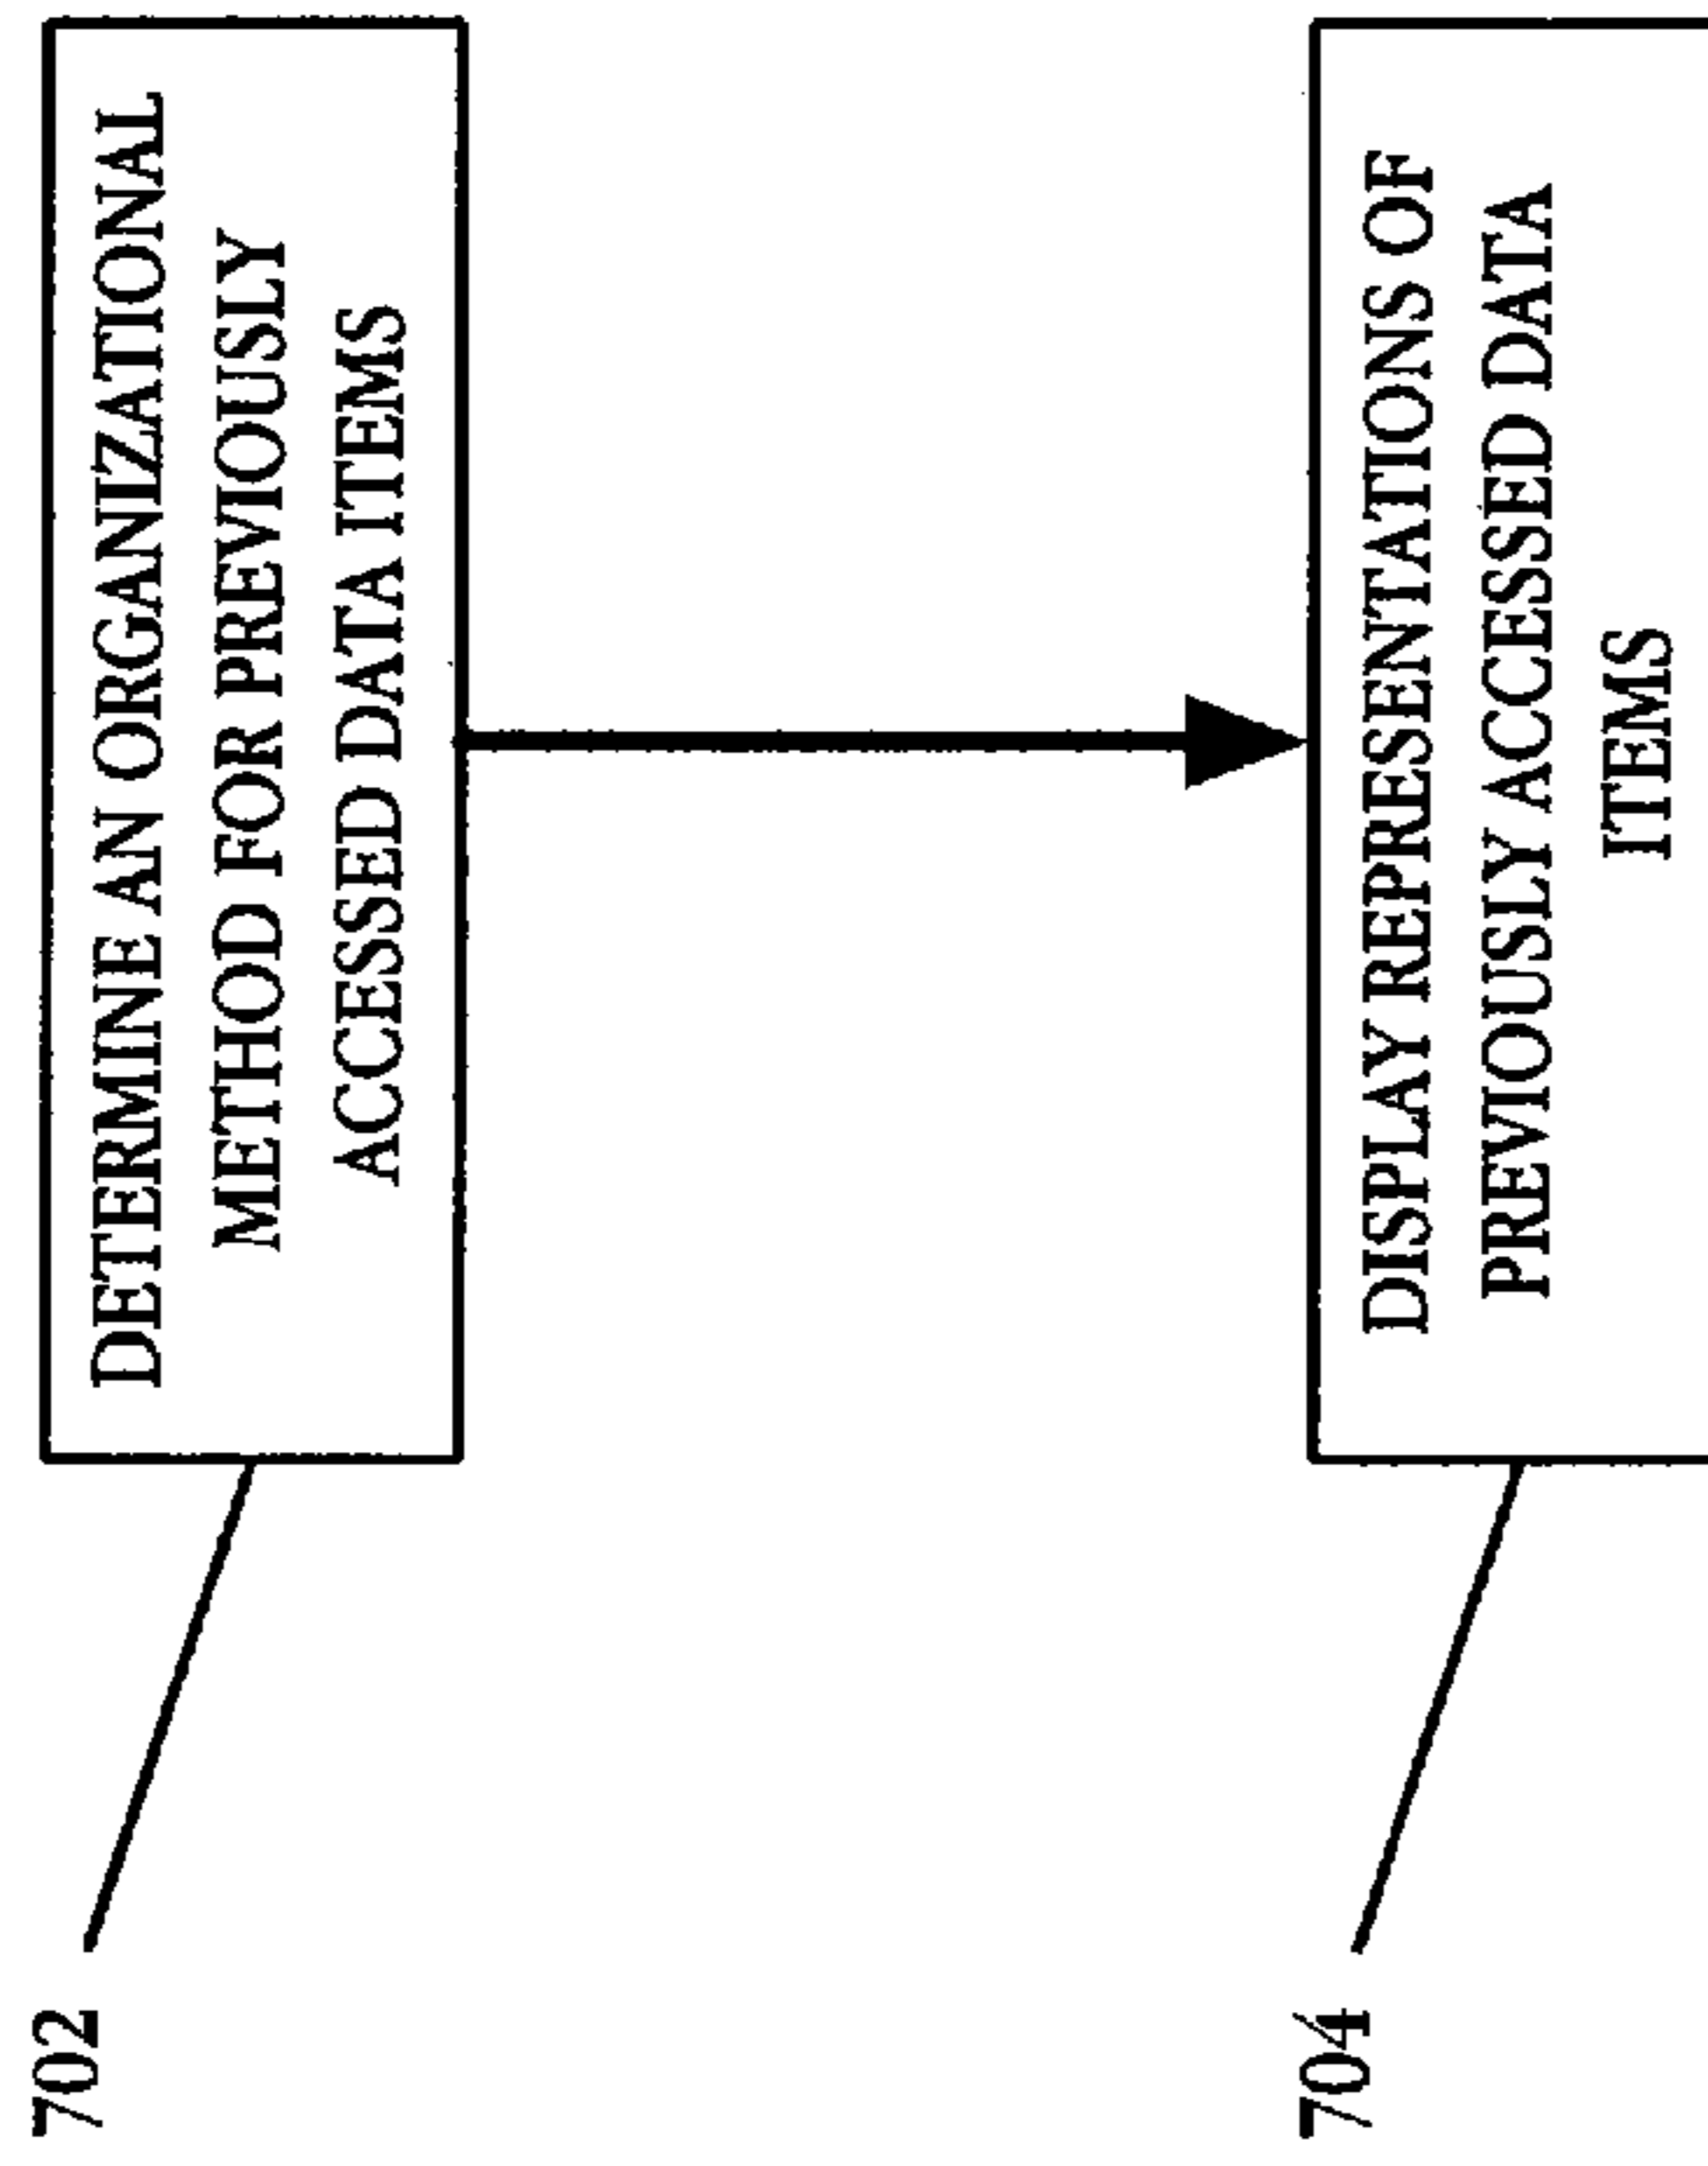 DETERMINE AN ORGANIZATIONAL
METHOD FOR PREVIOUSLY
ACCESSED DATA ITEMS
702
DISPLAY REPRESENTATIONS OF
PREVIOUSLY ACCESSED DATA
ITEMS
704